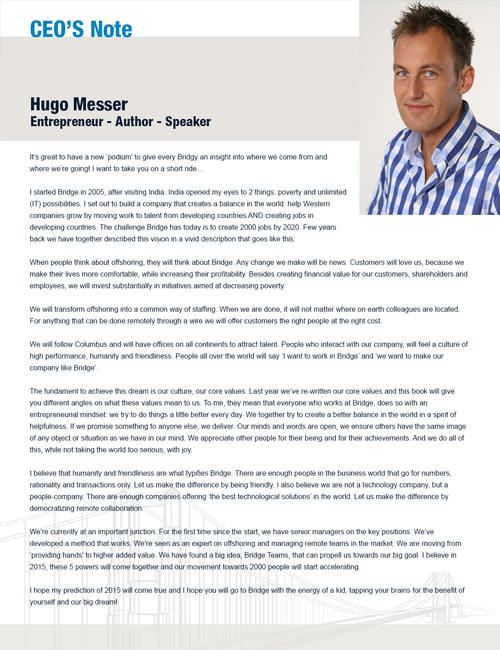 CEO'S Note
Hugo Messer
Entrepreneur - Author - Speaker
It's great to have a new 'podium' to give every Bridgy an insight into where we come from and
where we're going! I want to take you on a short ride…
I started Bridge in 2005, after visiting India. India opened my eyes to 2 things: poverty and unlimited
(IT) possibilities. I set out to build a company that creates a balance in the world: help Western
companies grow by moving work to talent from developing countries AND creating jobs in
developing countries. The challenge Bridge has today is to create 2000 jobs by 2020. Few years
back we have together described this vision in a vivid description that goes like this:
When people think about offshoring, they will think about Bridge. Any change we make will be news. Customers will love us, because we
make their lives more comfortable, while increasing their profitability. Besides creating financial value for our customers, shareholders and
employees, we will invest substantially in initiatives aimed at decreasing poverty.
We will transform offshoring into a common way of staffing. When we are done, it will not matter where on earth colleagues are located.
For anything that can be done remotely through a wire we will offer customers the right people at the right cost.
We will follow Columbus and will have offices on all continents to attract talent. People who interact with our company, will feel a culture of
high performance, humanity and friendliness. People all over the world will say 'I want to work in Bridge' and 'we want to make our
company like Bridge'.
The fundament to achieve this dream is our culture, our core values. Last year we've re-written our core values and this book will give
you different angles on what these values mean to us. To me, they mean that everyone who works at Bridge, does so with an
entrepreneurial mindset: we try to do things a little better every day. We together try to create a better balance in the world in a spirit of
helpfulness. If we promise something to anyone else, we deliver. Our minds and words are open, we ensure others have the same image
of any object or situation as we have in our mind. We appreciate other people for their being and for their achievements. And we do all of
this, while not taking the world too serious, with joy.
I believe that humanity and friendliness are what typifies Bridge. There are enough people in the business world that go for numbers,
rationality and transactions only. Let us make the difference by being friendly. I also believe we are not a technology company, but a
people-company. There are enough companies offering 'the best technological solutions' in the world. Let us make the difference by
democratizing remote collaboration.
We're currently at an important junction. For the first time since the start, we have senior managers on the key positions. We've
developed a method that works. We're seen as an expert on offshoring and managing remote teams in the market. We are moving from
'providing hands' to higher added value. We have found a big idea, Bridge Teams, that can propel us towards our big goal. I believe in
2015, these 5 powers will come together and our movement towards 2000 people will start accelerating.
I hope my prediction of 2015 will come true and I hope you will go to Bridge with the energy of a kid, tapping your brains for the benefit of
yourself and our big dream!